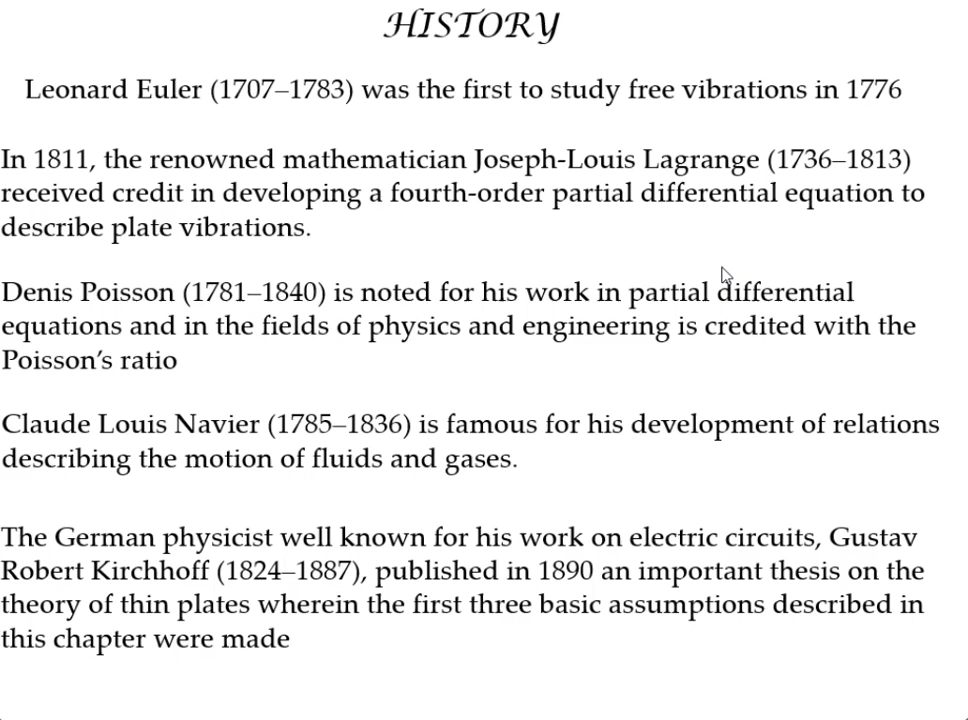 HISTORY
Leonard Euler (1707–1783) was the first to study free vibrations in 1776
In 1811, the renowned mathematician Joseph-Louis Lagrange (1736–1813)
received credit in developing a fourth-order partial differential equation to
describe plate vibrations.
Denis Poisson (1781–1840) is noted for his work in partial differential
equations and in the fields of physics and engineering is credited with the
Poisson’s ratio
Claude Louis Navier (1785–1836) is famous for his development of relations
describing the motion of fluids and gases.
The German physicist well known for his work on electric circuits, Gustav
Robert Kirchhoff (1824–1887), published in 1890 an important thesis on the
theory of thin plates wherein the first three basic assumptions described in
this chapter were made